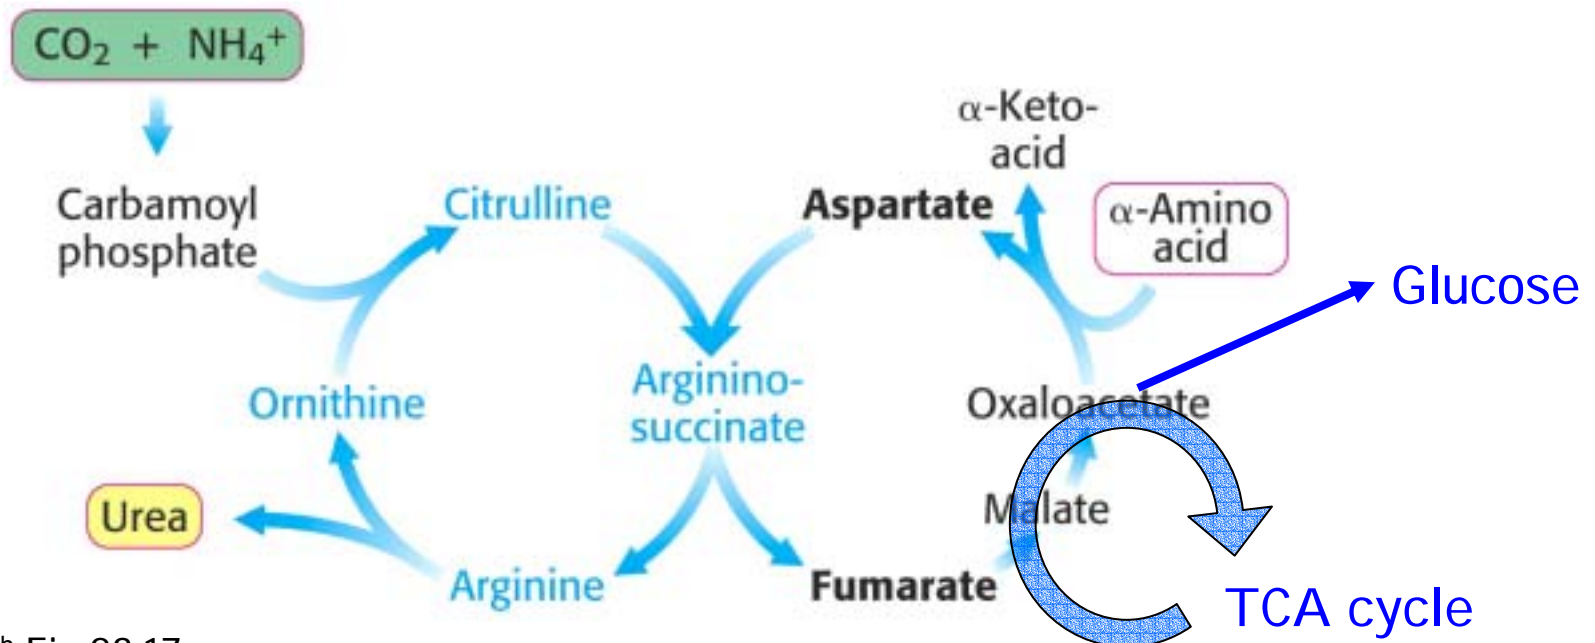 CO₂ + NH₄⁺
α-Keto-
acid
Carbamoyl
phosphate
Citrulline
Aspartate
α-Amino
acid
Glucose
Arginino-
succinate
Ornithine
Oxaloacetate
Urea
Malate
Arginine
Fumarate
TCA cycle